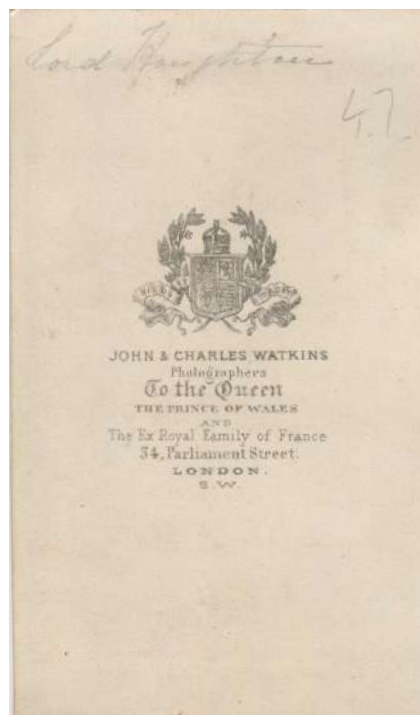 Lord Houghton
47.
JOHN & CHARLES WATKINS
Photographers
To the Queen
THE PRINCE OF WALES
AND
The Ex Royal Family of France
34, Parliament Street.
LONDON.
S.W.